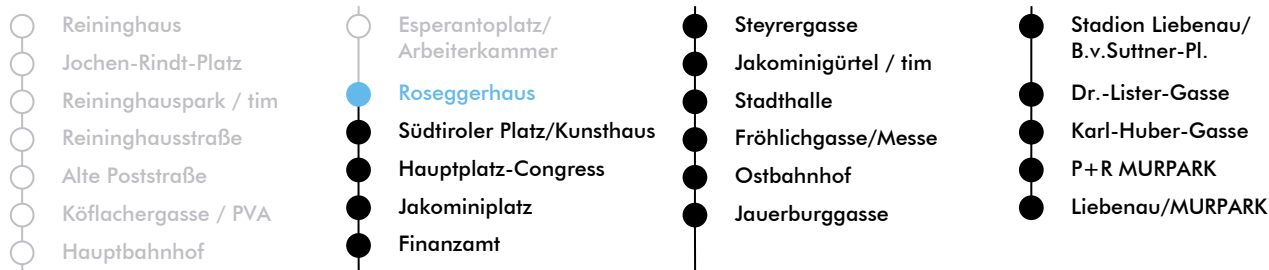 Reininghaus
Jochen-Rindt-Platz
Reininghauspark / tim
Reininghausstraße
Alte Poststraße
Köflachergasse / PVA
Hauptbahnhof
Esperantoplatz/
Arbeiterkammer
Roseggerhaus
Südtiroler Platz/Kunsthaus
Hauptplatz-Congress
Jakominiplatz
Finanzamt
Steyrergasse
Jakominigürtel / tim
Stadthalle
Fröhlichgasse/Messe
Ostbahnhof
Jauerburggasse
Stadion Liebenau/
B.v.Suttner-Pl.
Dr.-Lister-Gasse
Karl-Huber-Gasse
P+R MURPARK
Liebenau/MURPARK